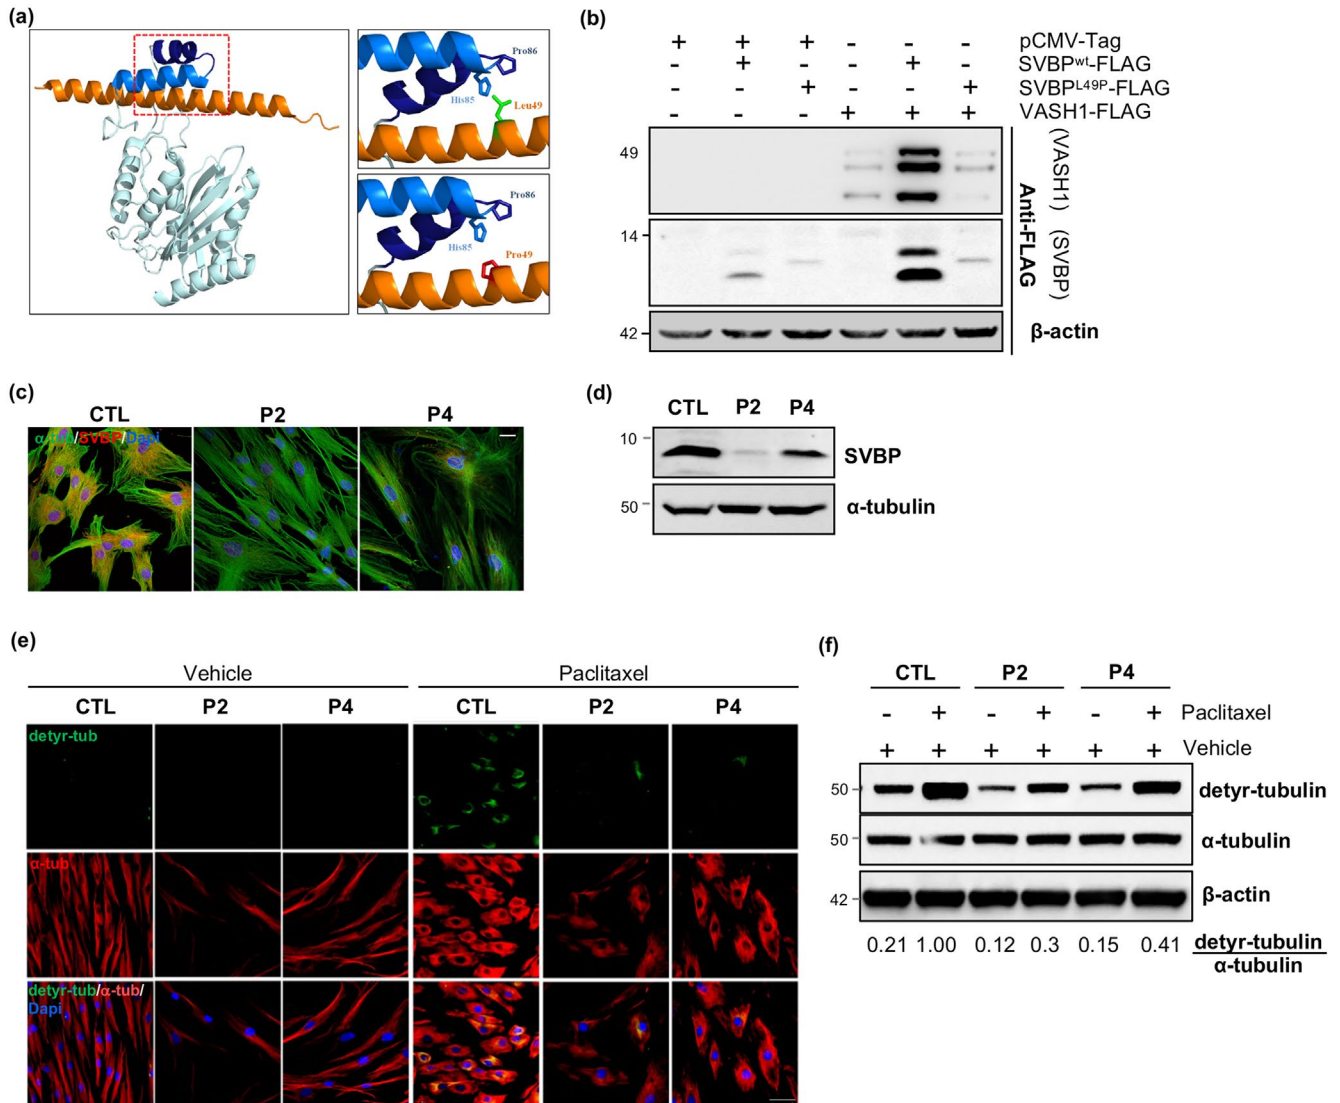 (a)
Pro86
His85
Leu49
Pro86
His85
Pro49
(b)
+ + + - - - pCMV-Tag
- + - - + - SVBPwt-FLAG
- - + - - + SVBPL49P-FLAG
- - - + + + VASH1-FLAG
49
14
42
(VASH1)
(SVBP)
Anti-FLAG
β-actin
(c)
CTL P2 P4
α-tub/SVBP/Dapi
(d)
CTL P2 P4
10
SVBP
50
α-tubulin
(e)
Vehicle Paclitaxel
CTL P2 P4 CTL P2 P4
detyr-tub
α-tub
detyr-tub/α-tub/
Dapi
(f)
CTL P2 P4
- + - + - + Paclitaxel
+ + + + + + Vehicle
50 detyr-tubulin
50 α-tubulin
42 β-actin
0.21 1.00 0.12 0.3 0.15 0.41 detyr-tubulin
α-tubulin